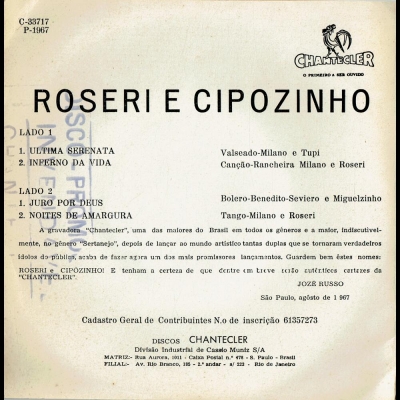 C-33717
P-1967
CHANTECLER
O PRIMEIRO A SER OUVIDO
ROSERI E CIPOZINHO
LADO 1
1. ULTIMA SERENATA Valseado-Milano e Tupi
2. INFERNO DA VIDA Canção-Rancheira Milano e Roseri
LADO 2
1. JURO POR DEUS Bolero-Benedito-Seviero e Miguelzinho
2. NOITES DE AMARGURA Tango-Milano e Roseri
A gravadora "Chantecler", uma das maiores do Brasil em todos os gêneros e a maior, indiscutivel-
mente, no gênero "Sertanejo", depois de lançar ao mundo artístico tantas duplas que se tornaram verdadeiros
ídolos do público, acaba de fazer agora um dos mais promissores lançamentos. Guardem bem êstes nomes:
ROSERI e CIPOZINHO! E tenham a certeza de que dentro em breve serão autênticos cartazes da
"CHANTECLER".
JOZÉ RUSSO
São Paulo, agôsto de 1 967
Cadastro Geral de Contribuintes N.o de inscrição 61357273
DISCOS CHANTECLER
Divisão Industrial de Cassio Muniz S/A
MATRIZ:- Rua Aurora, 1011 - Caixa Postal n.º 478 - S. Paulo - Brasil
FILIAL:- Av. Rio Branco, 185 - 2.º andar - s/ 223 - Rio de Janeiro